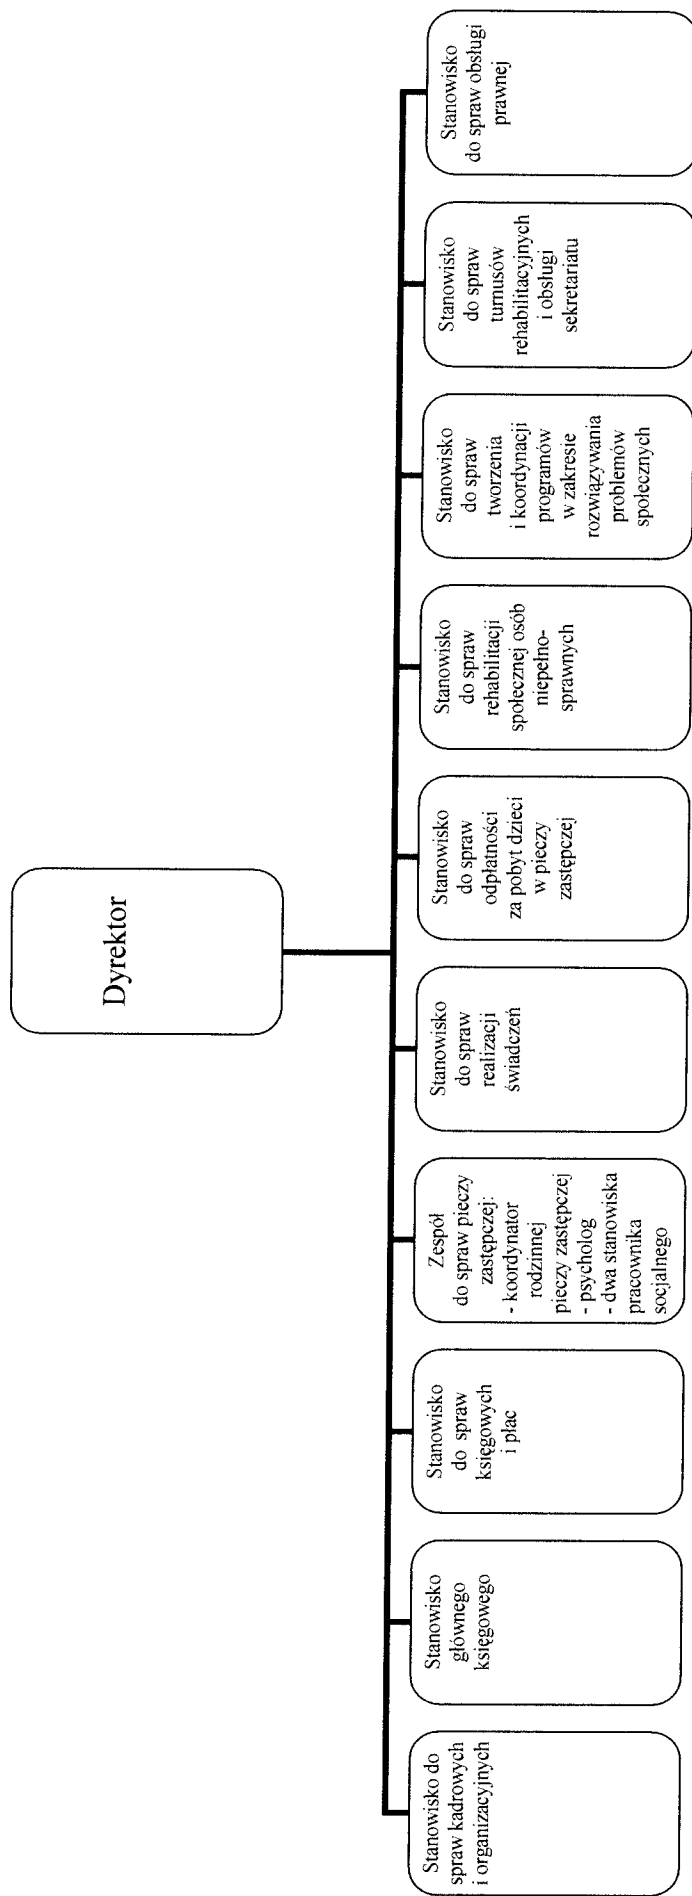 Dyrektor
Stanowisko do
spraw kadrowych
i organizacyjnych
Stanowisko
głównego
księgowego
Stanowisko
do spraw
księgowych
i płac
Zespół
do spraw pieczy
zastępczej:
- koordynator
rodzinnej
pieczy zastępczej
- psycholog
- dwa stanowiska
pracownika
socjalnego
Stanowisko
do spraw
realizacji
świadczeń
Stanowisko
do spraw
odpłatności
za pobyt dzieci
w pieczy
zastępczej
Stanowisko
do spraw
rehabilitacji
społecznej osób
niepełno-
sprawnych
Stanowisko
do spraw
tworzenia
i koordynacji
programów
w zakresie
rozwiązywania
problemów
społecznych
Stanowisko
do spraw
turnusów
rehabilitacyjnych
i obsługi
sekretariatu
Stanowisko
do spraw obsługi
prawnej